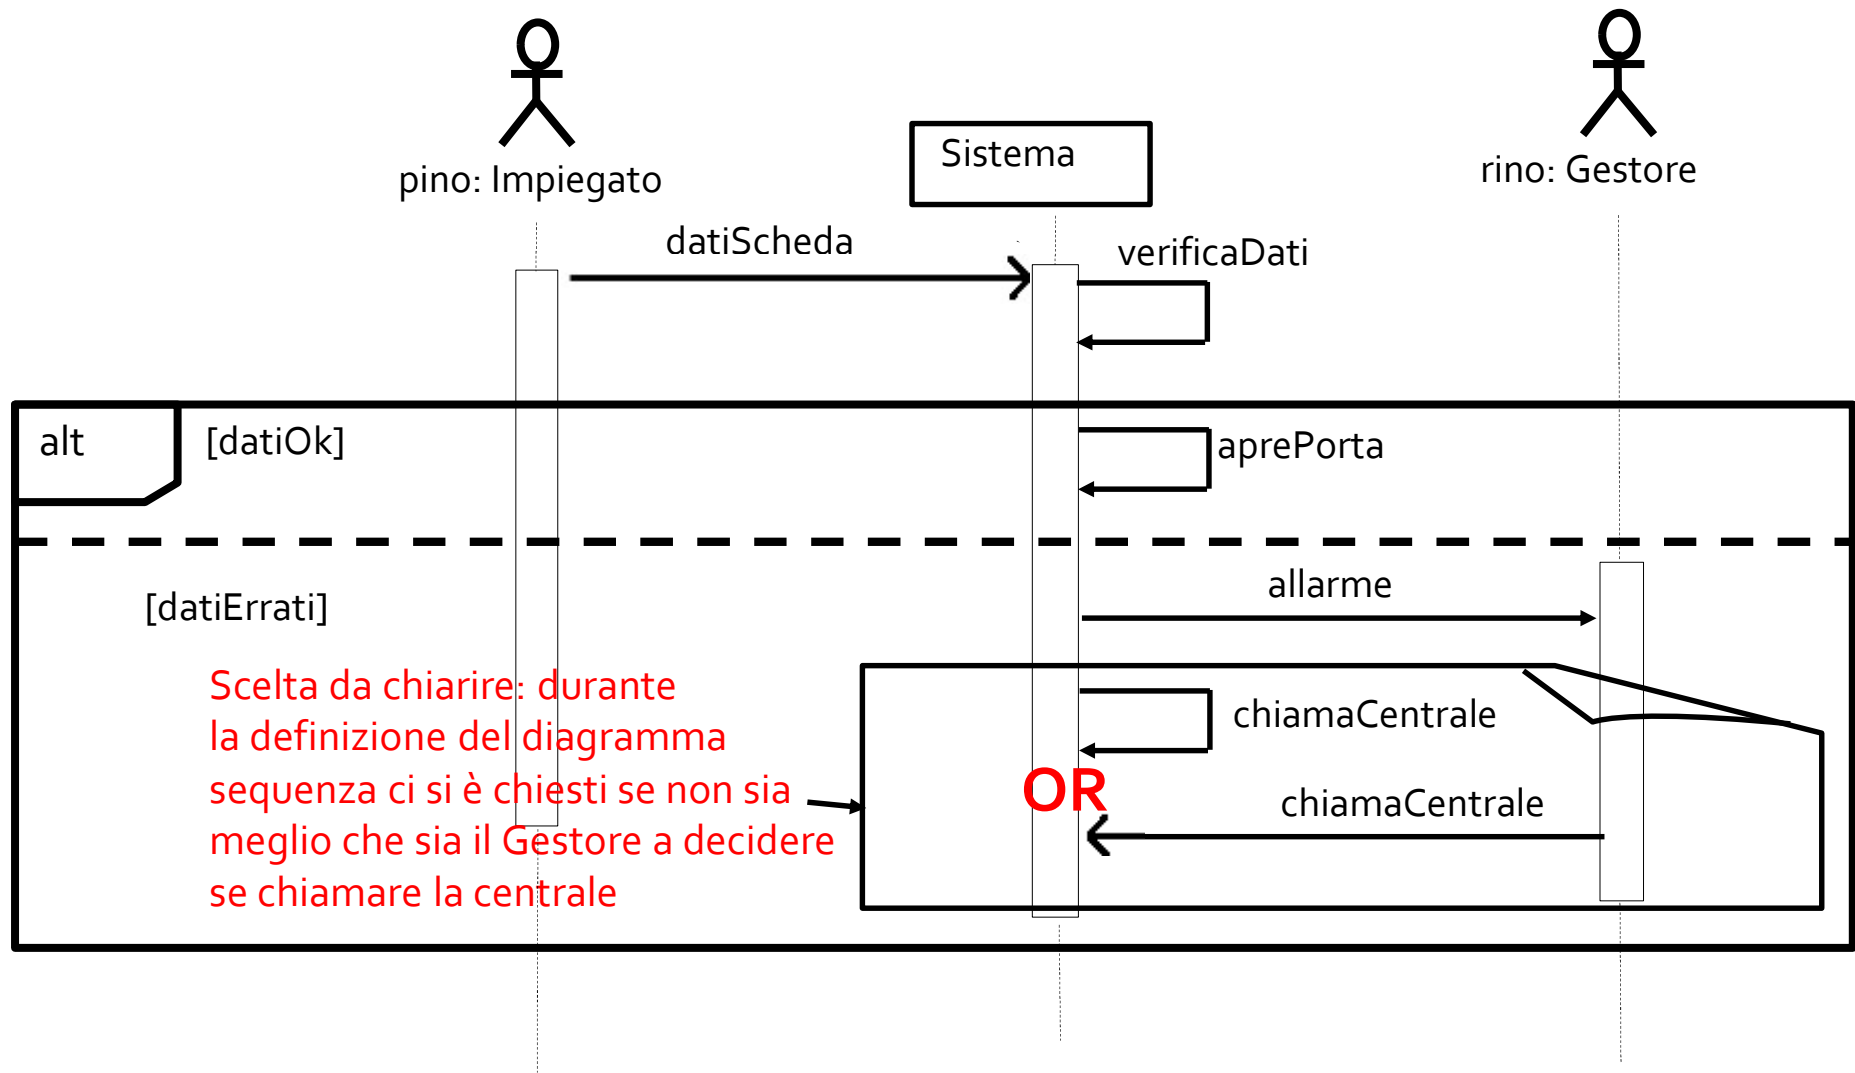 pino: Impiegato
Sistema
rino: Gestore
datiScheda
verificaDati
alt
[datiOk]
aprePorta
[datiErrati]
allarme
Scelta da chiarire: durante
la definizione del diagramma
sequenza ci si è chiesti se non sia
meglio che sia il Gestore a decidere
se chiamare la centrale
chiamaCentrale
OR
chiamaCentrale